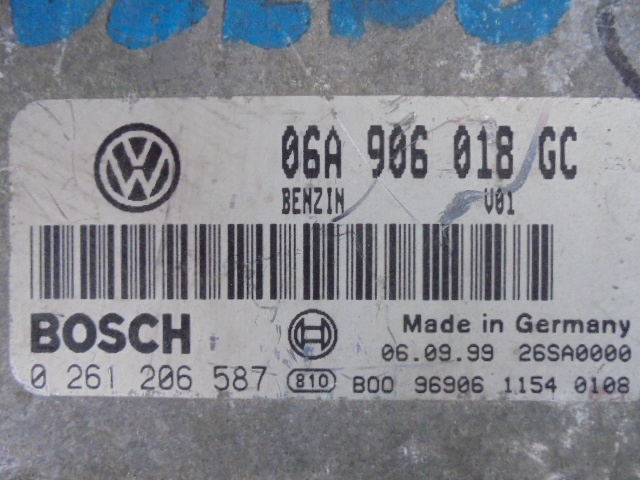 06A 906 018 GC
BENZIN V01
BOSCH
Made in Germany
06.09.99 26SA0000
0 261 206 587 810 B00 96906 1154 0108